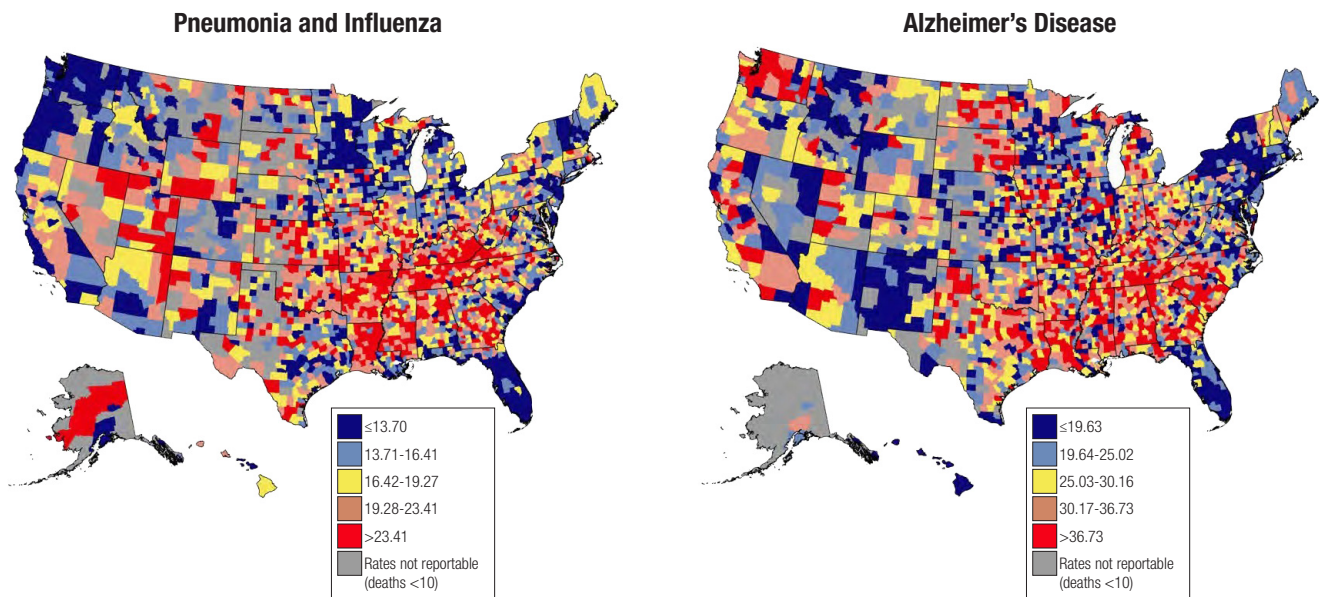 Pneumonia and Influenza
≤13.70
13.71-16.41
16.42-19.27
19.28-23.41
>23.41
Rates not reportable
(deaths <10)
Alzheimer’s Disease
≤19.63
19.64-25.02
25.03-30.16
30.17-36.73
>36.73
Rates not reportable
(deaths <10)